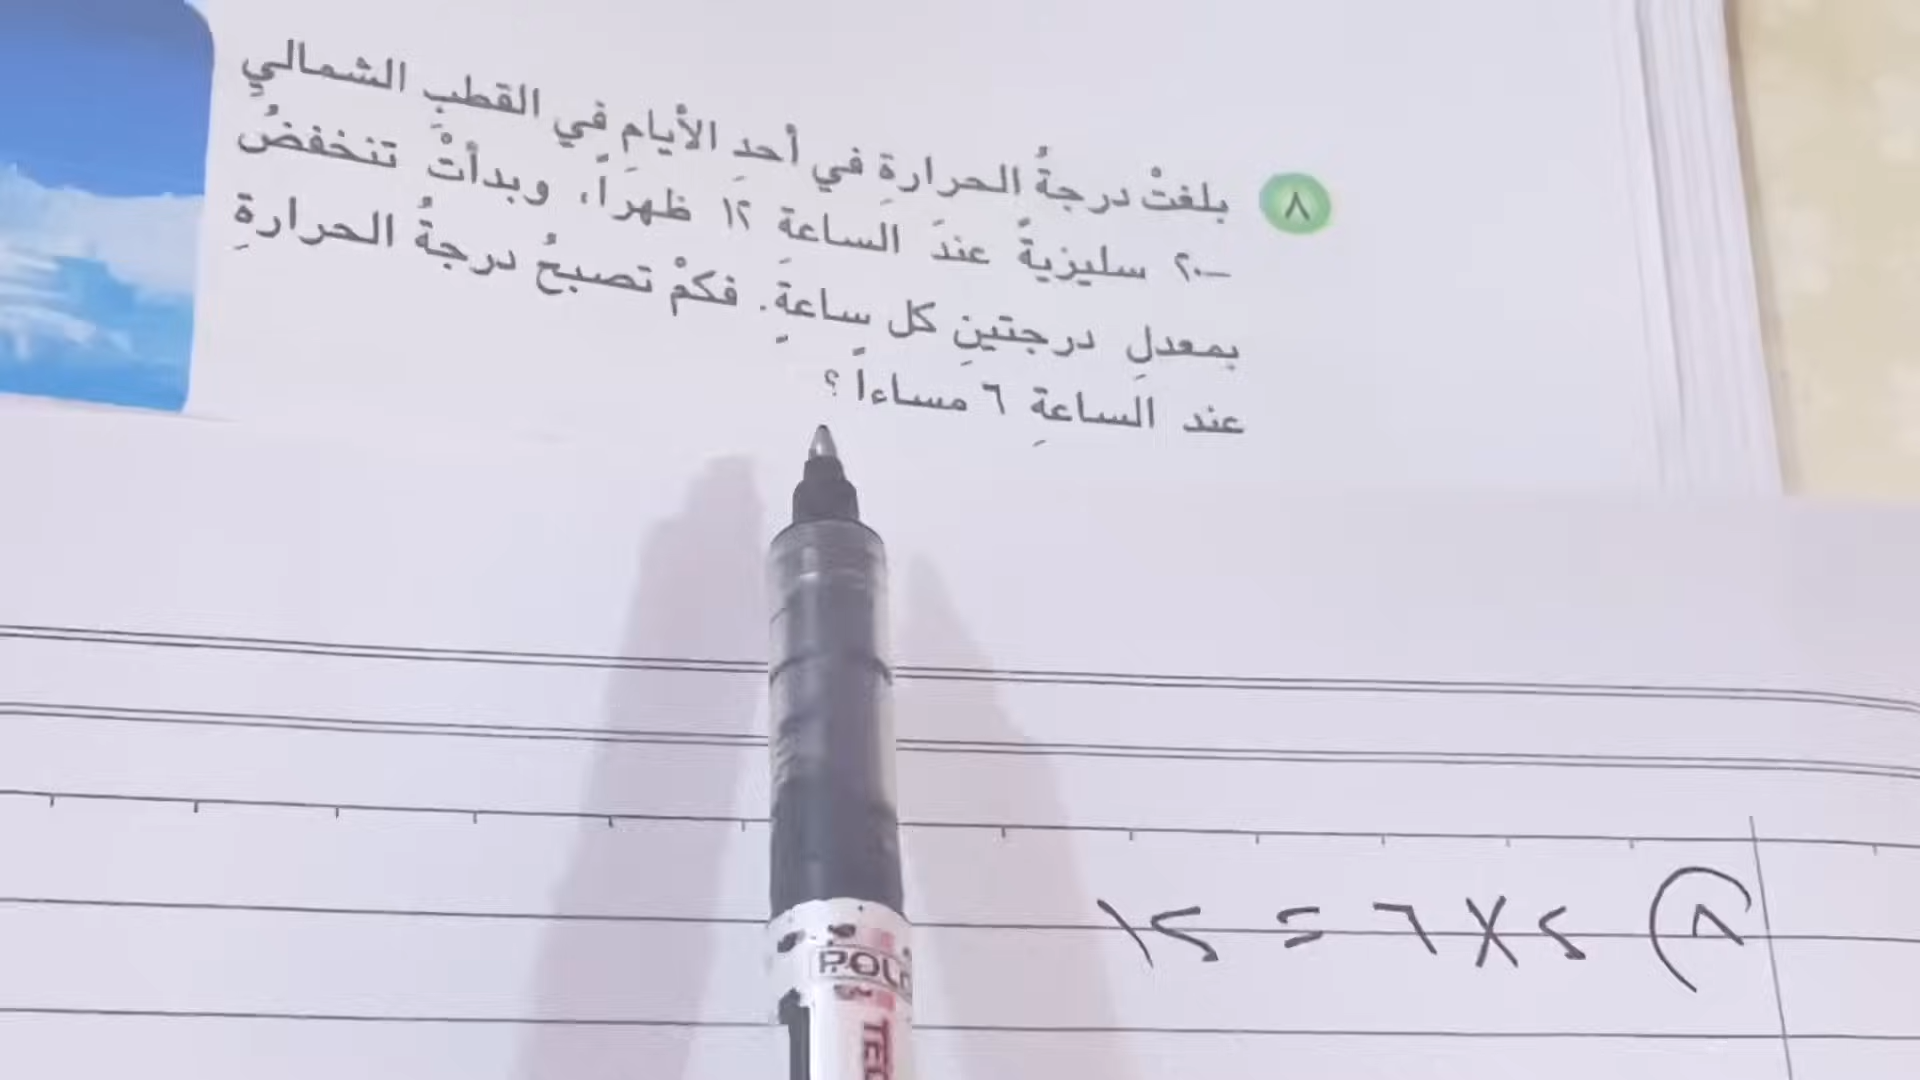 ٨ بلغتْ درجةُ الحرارةِ في أحدِ الأيام في القطبِ الشمالي
−٢٠ سليزيةً عندَ الساعةَ ١٢ ظهراً، وبدأتْ تنخفضُ
بمعدلِ درجتينِ كل ساعةٍ. فكمْ تصبحُ درجةُ الحرارةِ
عند الساعةِ ٦ مساءاً؟
٨) ٢ × ٦ = ١٢